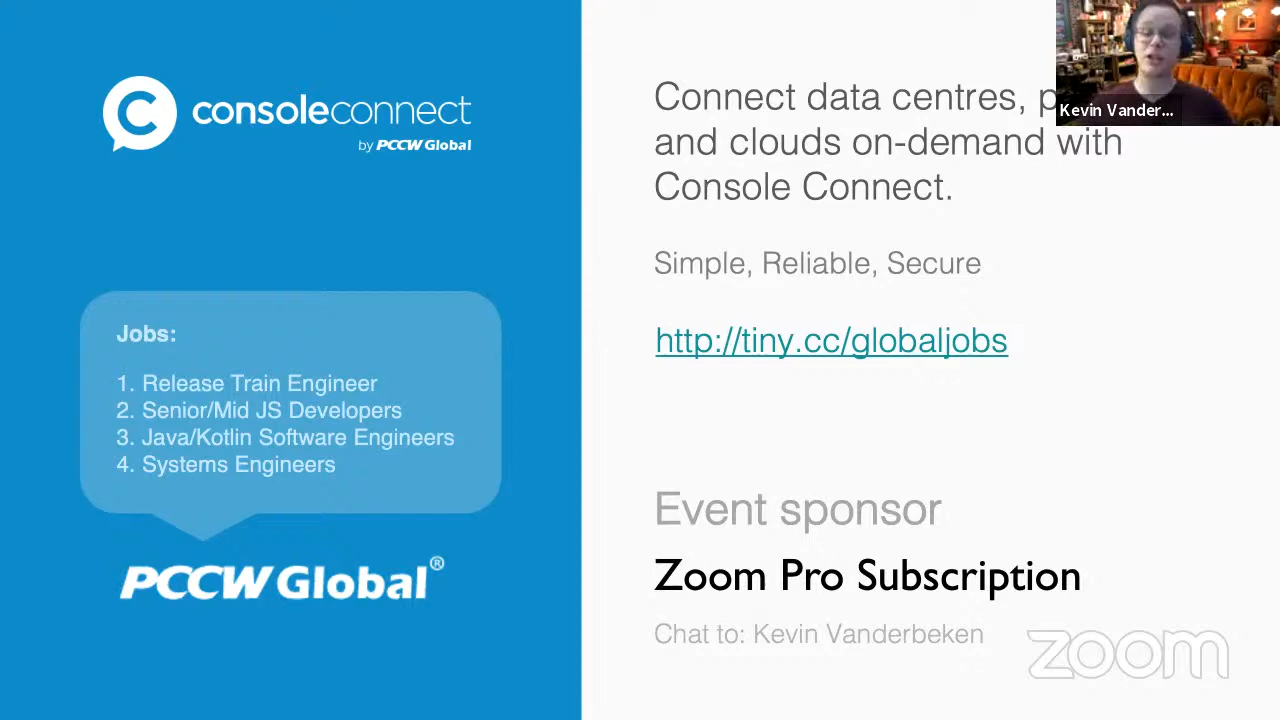 consoleconnect
by PCCW Global
Jobs:
1. Release Train Engineer
2. Senior/Mid JS Developers
3. Java/Kotlin Software Engineers
4. Systems Engineers
PCCW Global®
Connect data centres, p
and clouds on-demand with
Console Connect.
Simple, Reliable, Secure
http://tiny.cc/globaljobs
Event sponsor
Zoom Pro Subscription
Chat to: Kevin Vanderbeken
zoom
Kevin Vander...